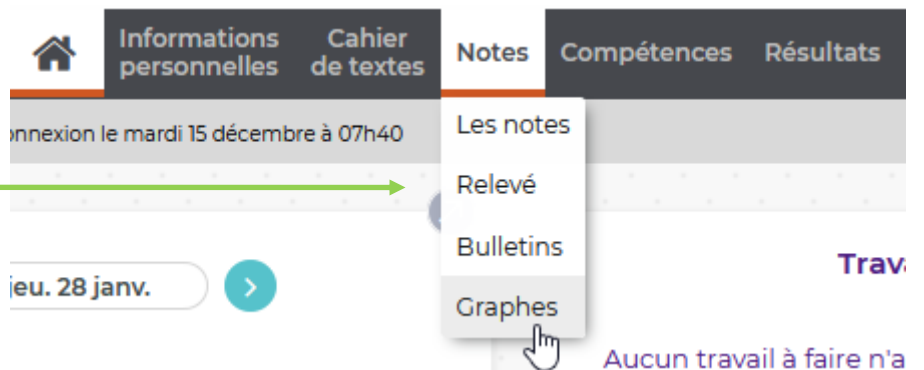 Informations personnelles
Cahier de textes
Notes
Compétences
Résultats
onnexion le mardi 15 décembre à 07h40
Les notes
Relevé
Bulletins
Graphes
jeu. 28 janv.
Trava
Aucun travail à faire n'a